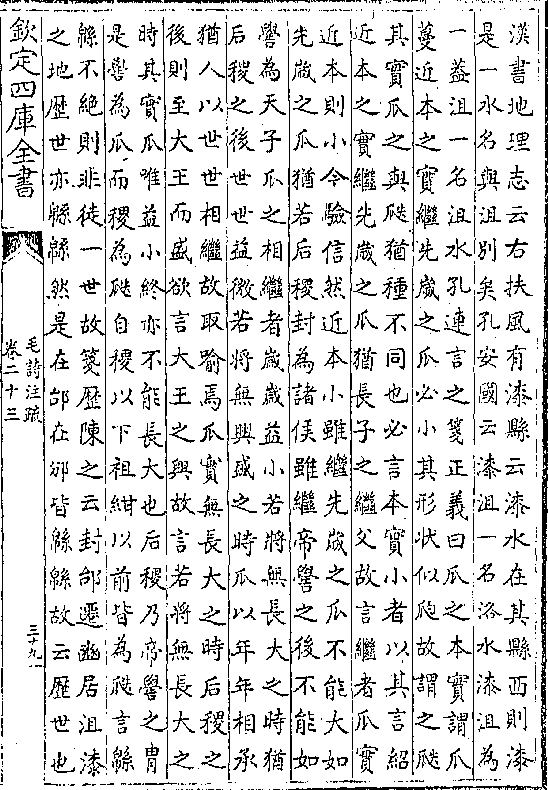 漢書地理志云右扶風有漆縣云漆水在其縣西則漆
是一水名與沮別矣孔安國云漆沮一名洛水漆沮為
一蓋沮一名沮水孔連言之箋正義曰瓜之本實謂瓜
蔓近本之實繼先歲之瓜必小其形狀似瓝故謂之瓞
其實瓜之與瓞猶種不同也必言本實小者以其言紹
近本之實繼先歲之瓜猶長子之繼父故言繼者瓜實
近本則小今驗信然近本小雖繼先歲之瓜不能大如
先歲之瓜猶若后稷封為諸侯雖繼帝嚳之後不能如
嚳為天子瓜之相繼者歲歲益小若將無長大之時猶
后稷之後世世益微若將無興盛之時瓜以年年相承
猶人以世世相繼故取喻焉瓜實無長大之時后稷之
後則至大王而盛欲言大王之興故言若將無長大之
時其實瓜唯益小終亦不能長大也后稷乃帝嚳之胄
是嚳為瓜而稷為瓞自稷以下祖紺以前皆為瓞言緜
緜不絕則非徒一世故箋歷陳之云封邰遷豳居沮漆
之地歷世亦緜緜然是在邰在邠皆緜緜故云歷世也
欽定四庫全書
毛詩注疏
卷二十三
三十九